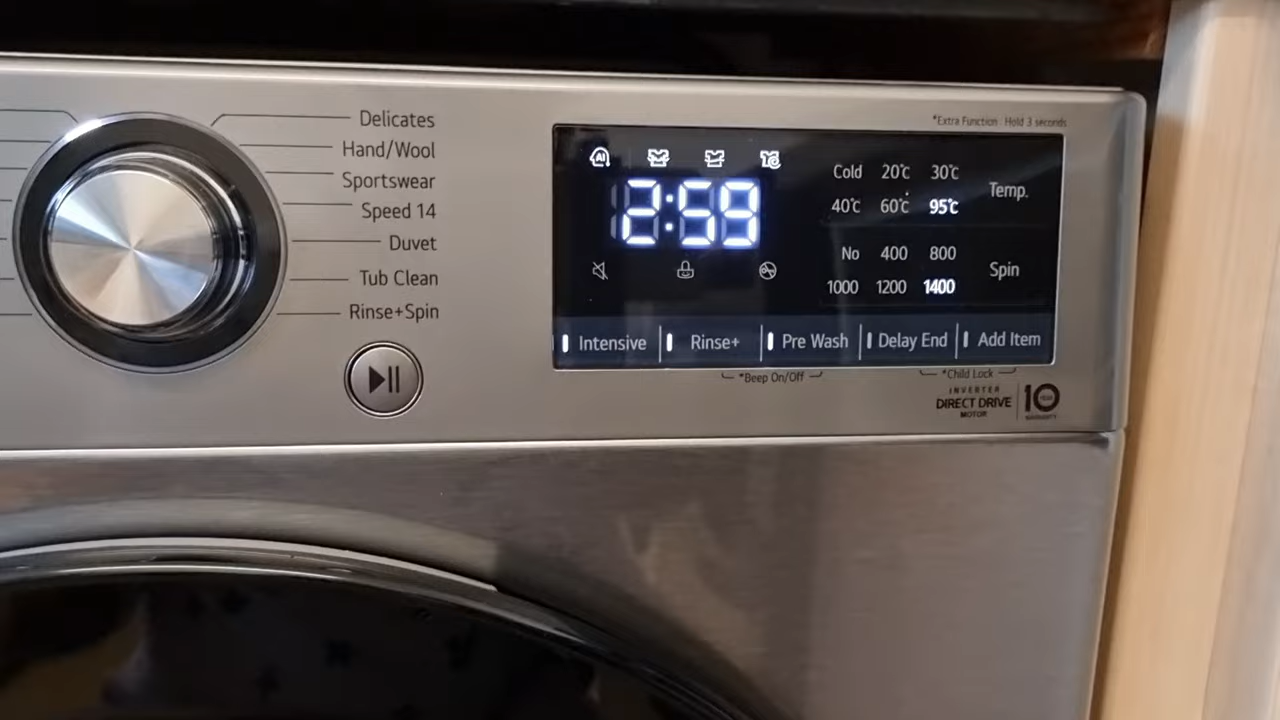 Delicates
Hand/Wool
Sportswear
Speed 14
Duvet
Tub Clean
Rinse+Spin
*Extra Function Hold 3 seconds
AI
2:59
Cold 20℃ 30℃
40℃ 60℃ 95℃
Temp.
No 400 800
1000 1200 1400
Spin
Intensive Rinse+ Pre Wash Delay End Add Item
*Beep On/Off *Child Lock
INVERTER
DIRECT DRIVE
MOTOR
10
WARRANTY